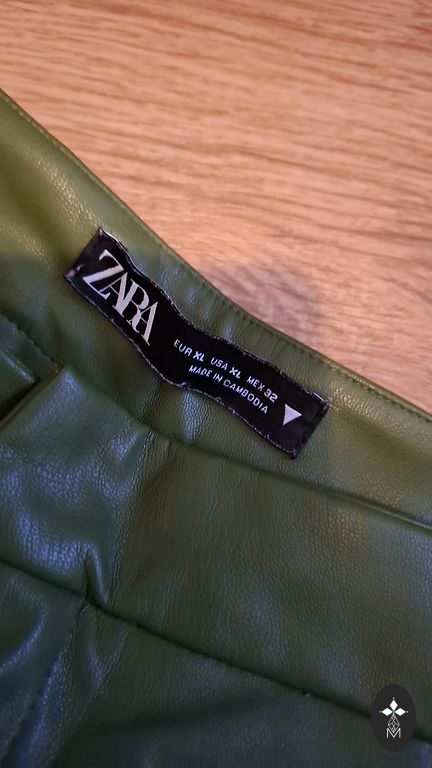 ZARA
EUR XL USA XL MEX 32
MADE IN CAMBODIA
M